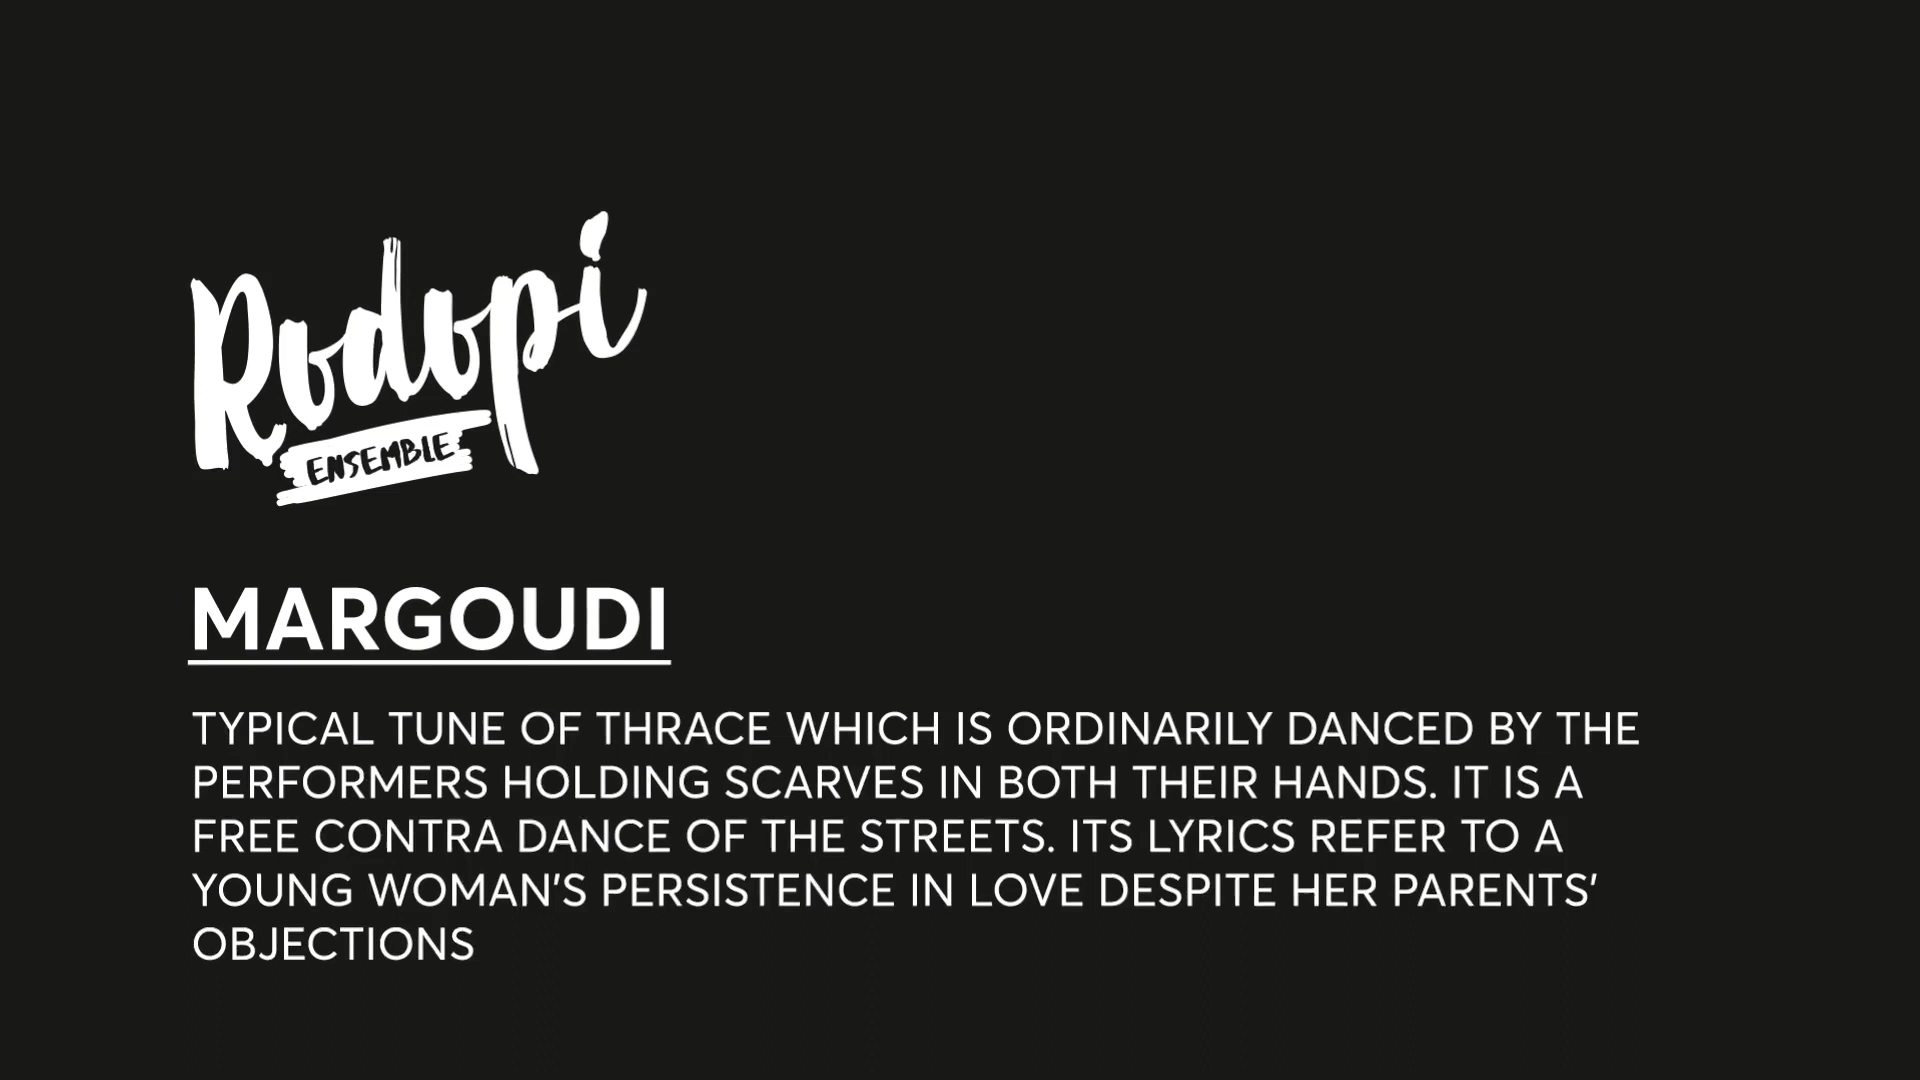 Rodopi
ENSEMBLE
MARGOUDI
TYPICAL TUNE OF THRACE WHICH IS ORDINARILY DANCED BY THE
PERFORMERS HOLDING SCARVES IN BOTH THEIR HANDS. IT IS A
FREE CONTRA DANCE OF THE STREETS. ITS LYRICS REFER TO A
YOUNG WOMAN'S PERSISTENCE IN LOVE DESPITE HER PARENTS'
OBJECTIONS